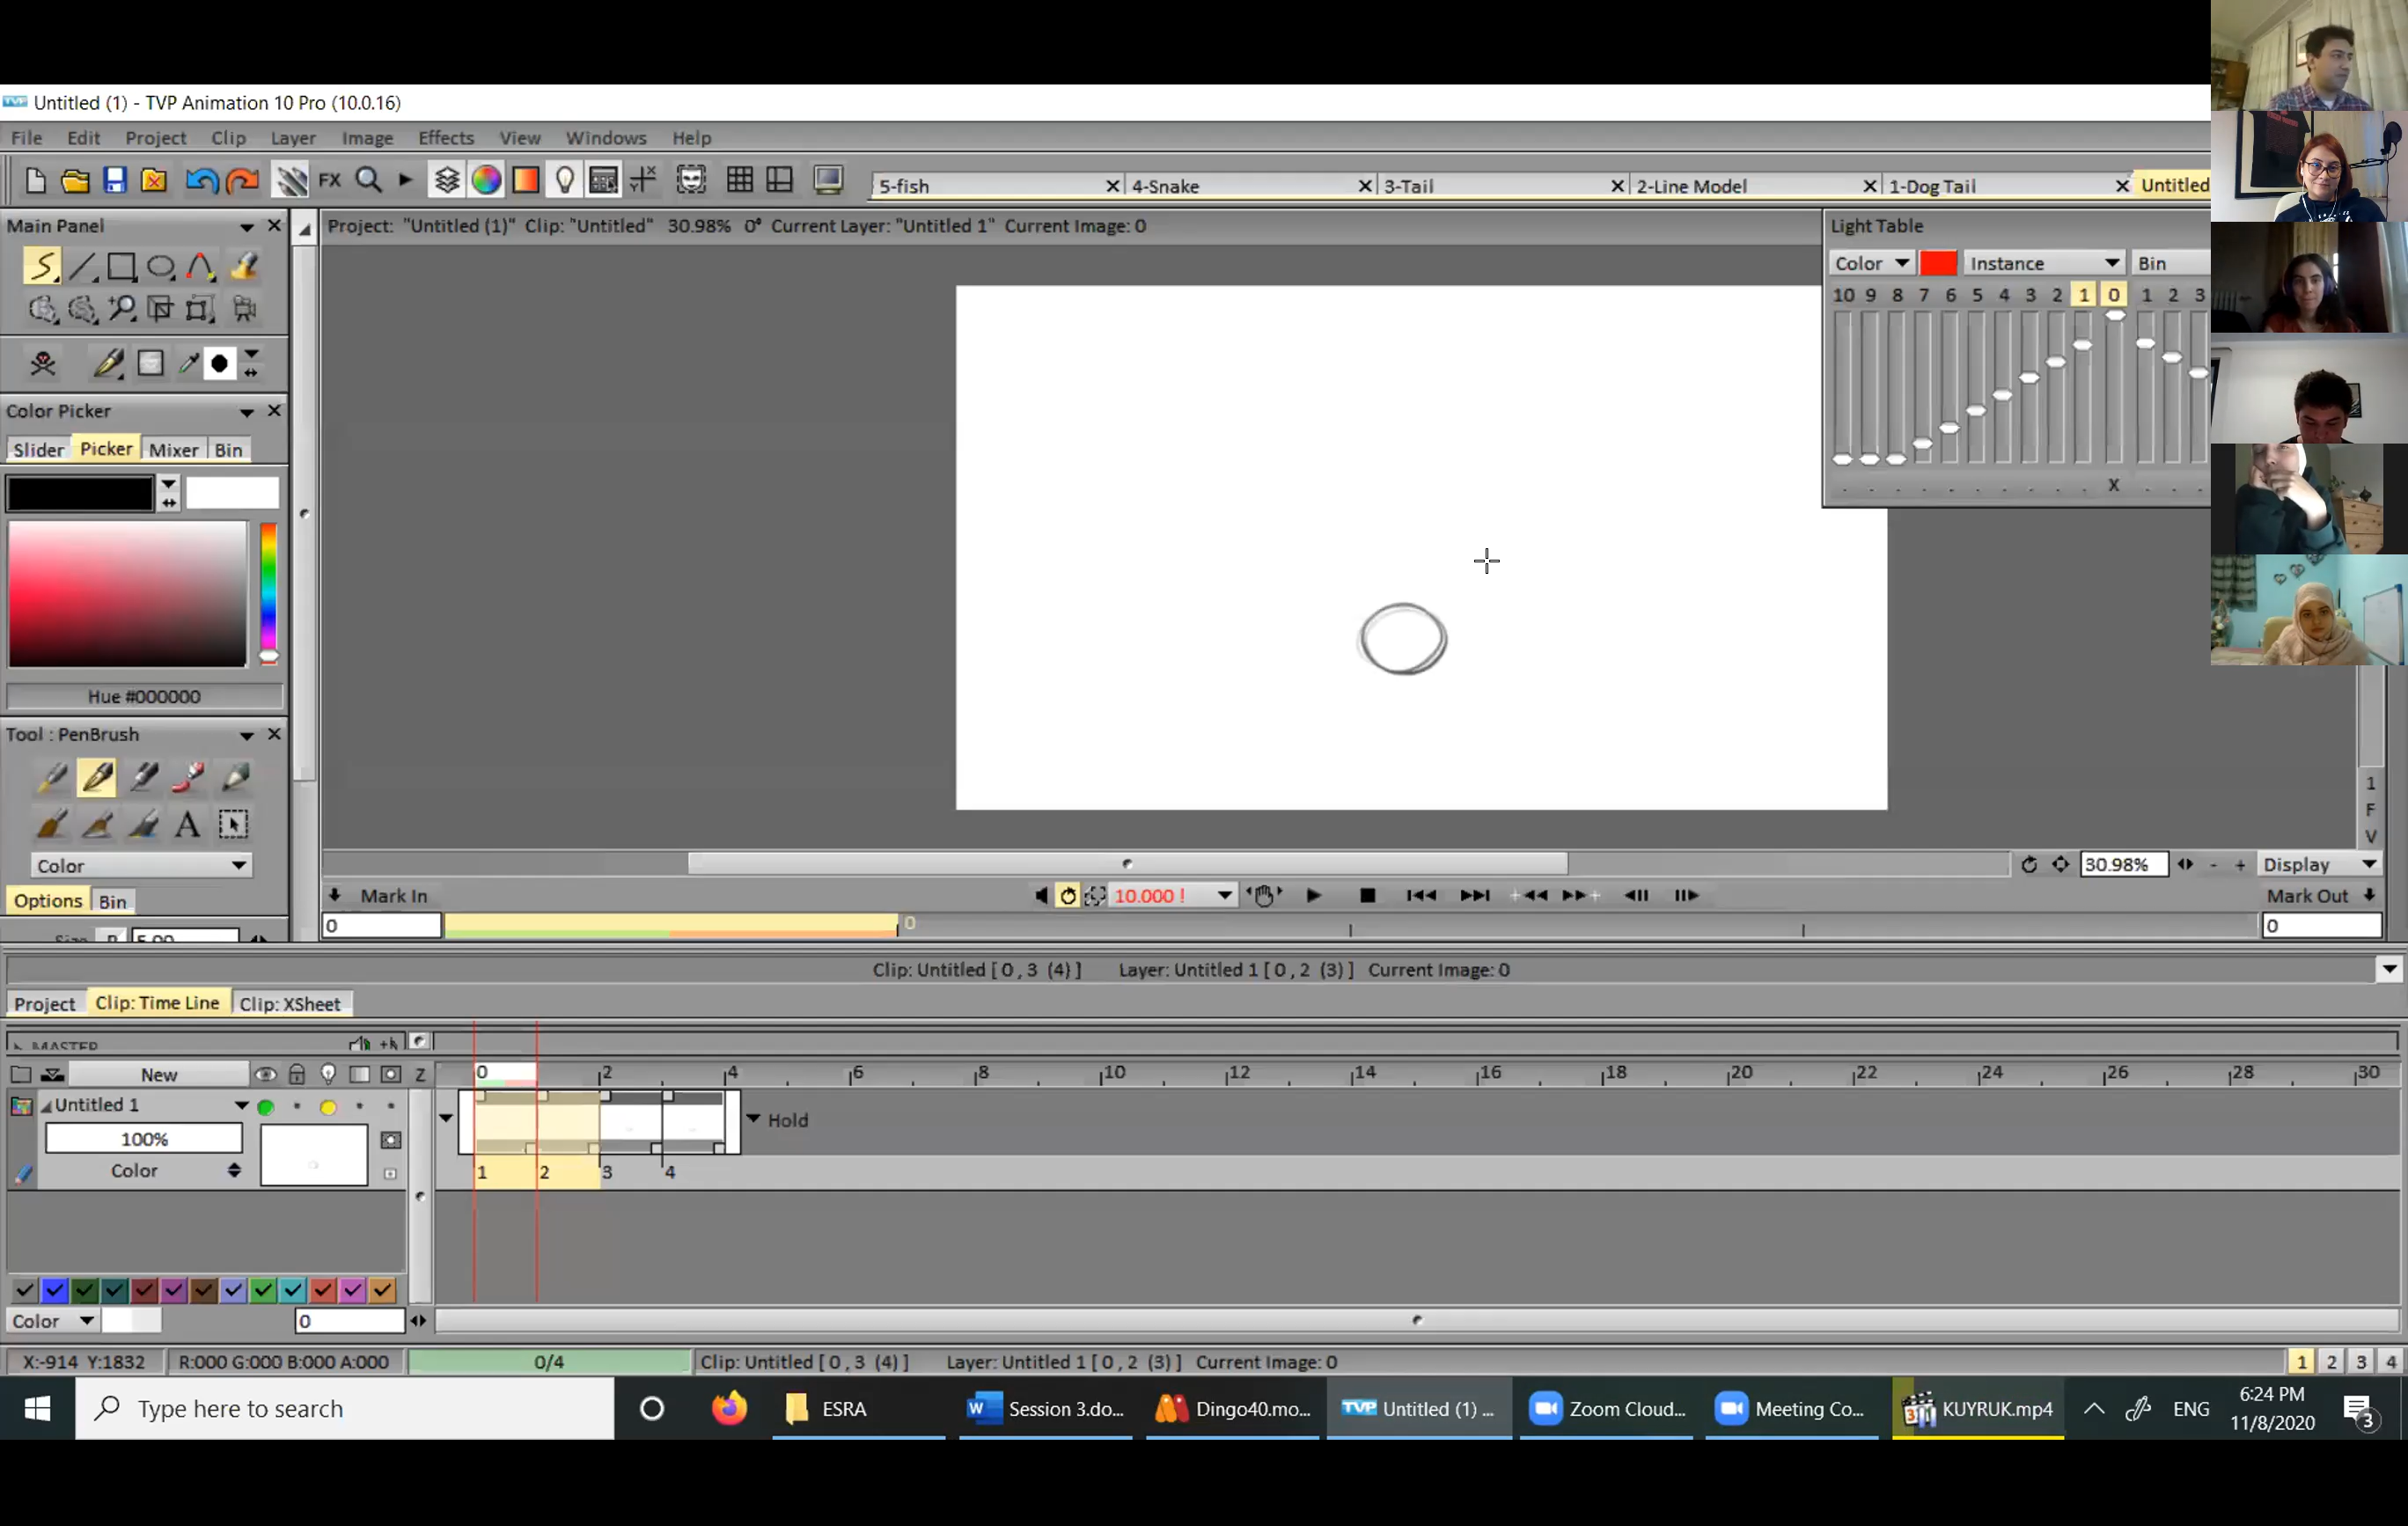 Untitled (1) - TVP Animation 10 Pro (10.0.16)
File Edit Project Clip Layer Image Effects View Windows Help
FX 5-fish 4-Snake 3-Tail 2-Line Model 1-Dog Tail Untitled
Main Panel
Project: "Untitled (1)" Clip: "Untitled" 30.98% 0° Current Layer: "Untitled 1" Current Image: 0
Light Table
Color Instance Bin
10 9 8 7 6 5 4 3 2 1 0 1 2 3
X
Color Picker
Slider Picker Mixer Bin
Hue #000000
Tool : PenBrush
A
Color
Options Bin
Size P 5.00
1
F
V
30.98% - + Display
Mark In 10.000 ! Mark Out
0 0 0
Clip: Untitled [ 0 , 3 (4) ] Layer: Untitled 1 [ 0 , 2 (3) ] Current Image: 0
Project Clip: Time Line Clip: XSheet
MASTER
New Z 0 2 4 6 8 10 12 14 16 18 20 22 24 26 28 30
Untitled 1
100%
Color
Hold
1 2 3 4
Color 0
X:-914 Y:1832 R:000 G:000 B:000 A:000 0/4 Clip: Untitled [ 0 , 3 (4) ] Layer: Untitled 1 [ 0 , 2 (3) ] Current Image: 0 1 2 3 4
Type here to search ESRA Session 3.do... Dingo40.mo... TVP Untitled (1) ... Zoom Cloud... Meeting Co... KUYRUK.mp4 ENG
6:24 PM
11/8/2020
3